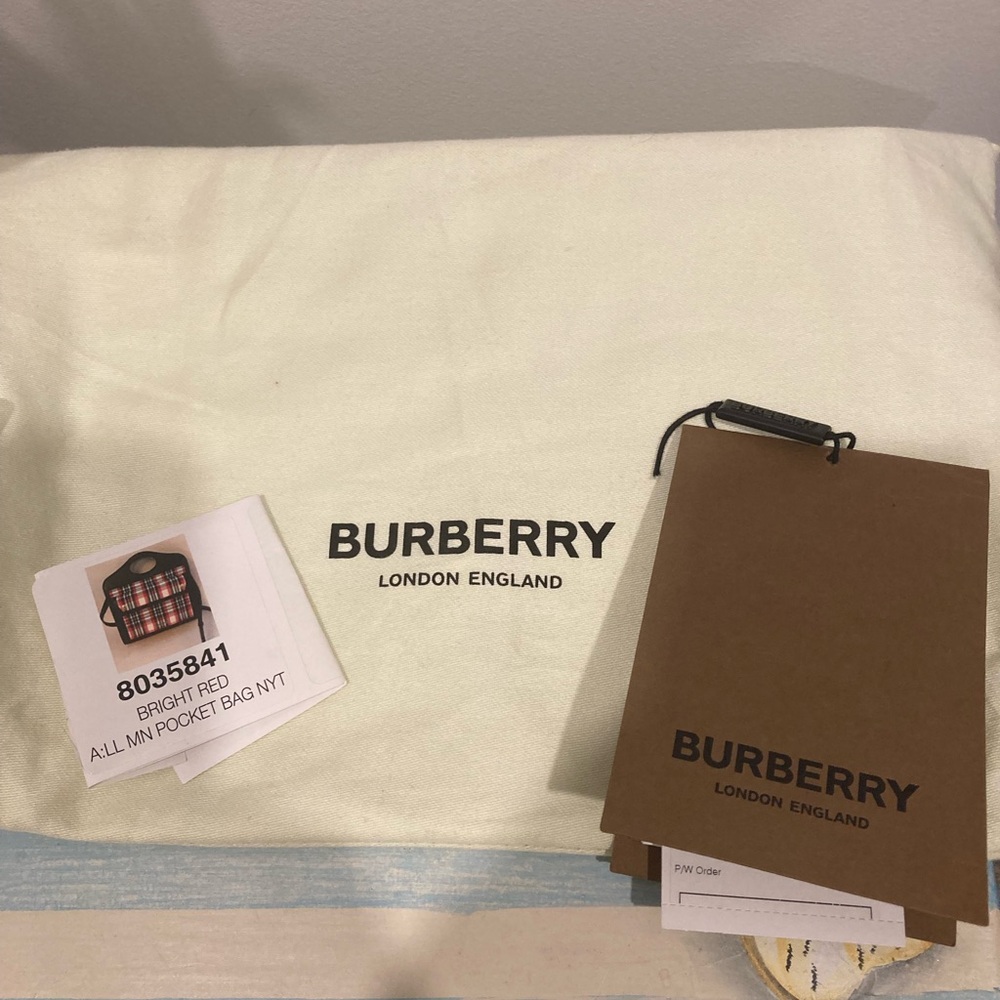 BURBERRY
LONDON ENGLAND
8035841
BRIGHT RED
A:LL MN POCKET BAG NYT
BURBERRY
LONDON ENGLAND
P/W Order